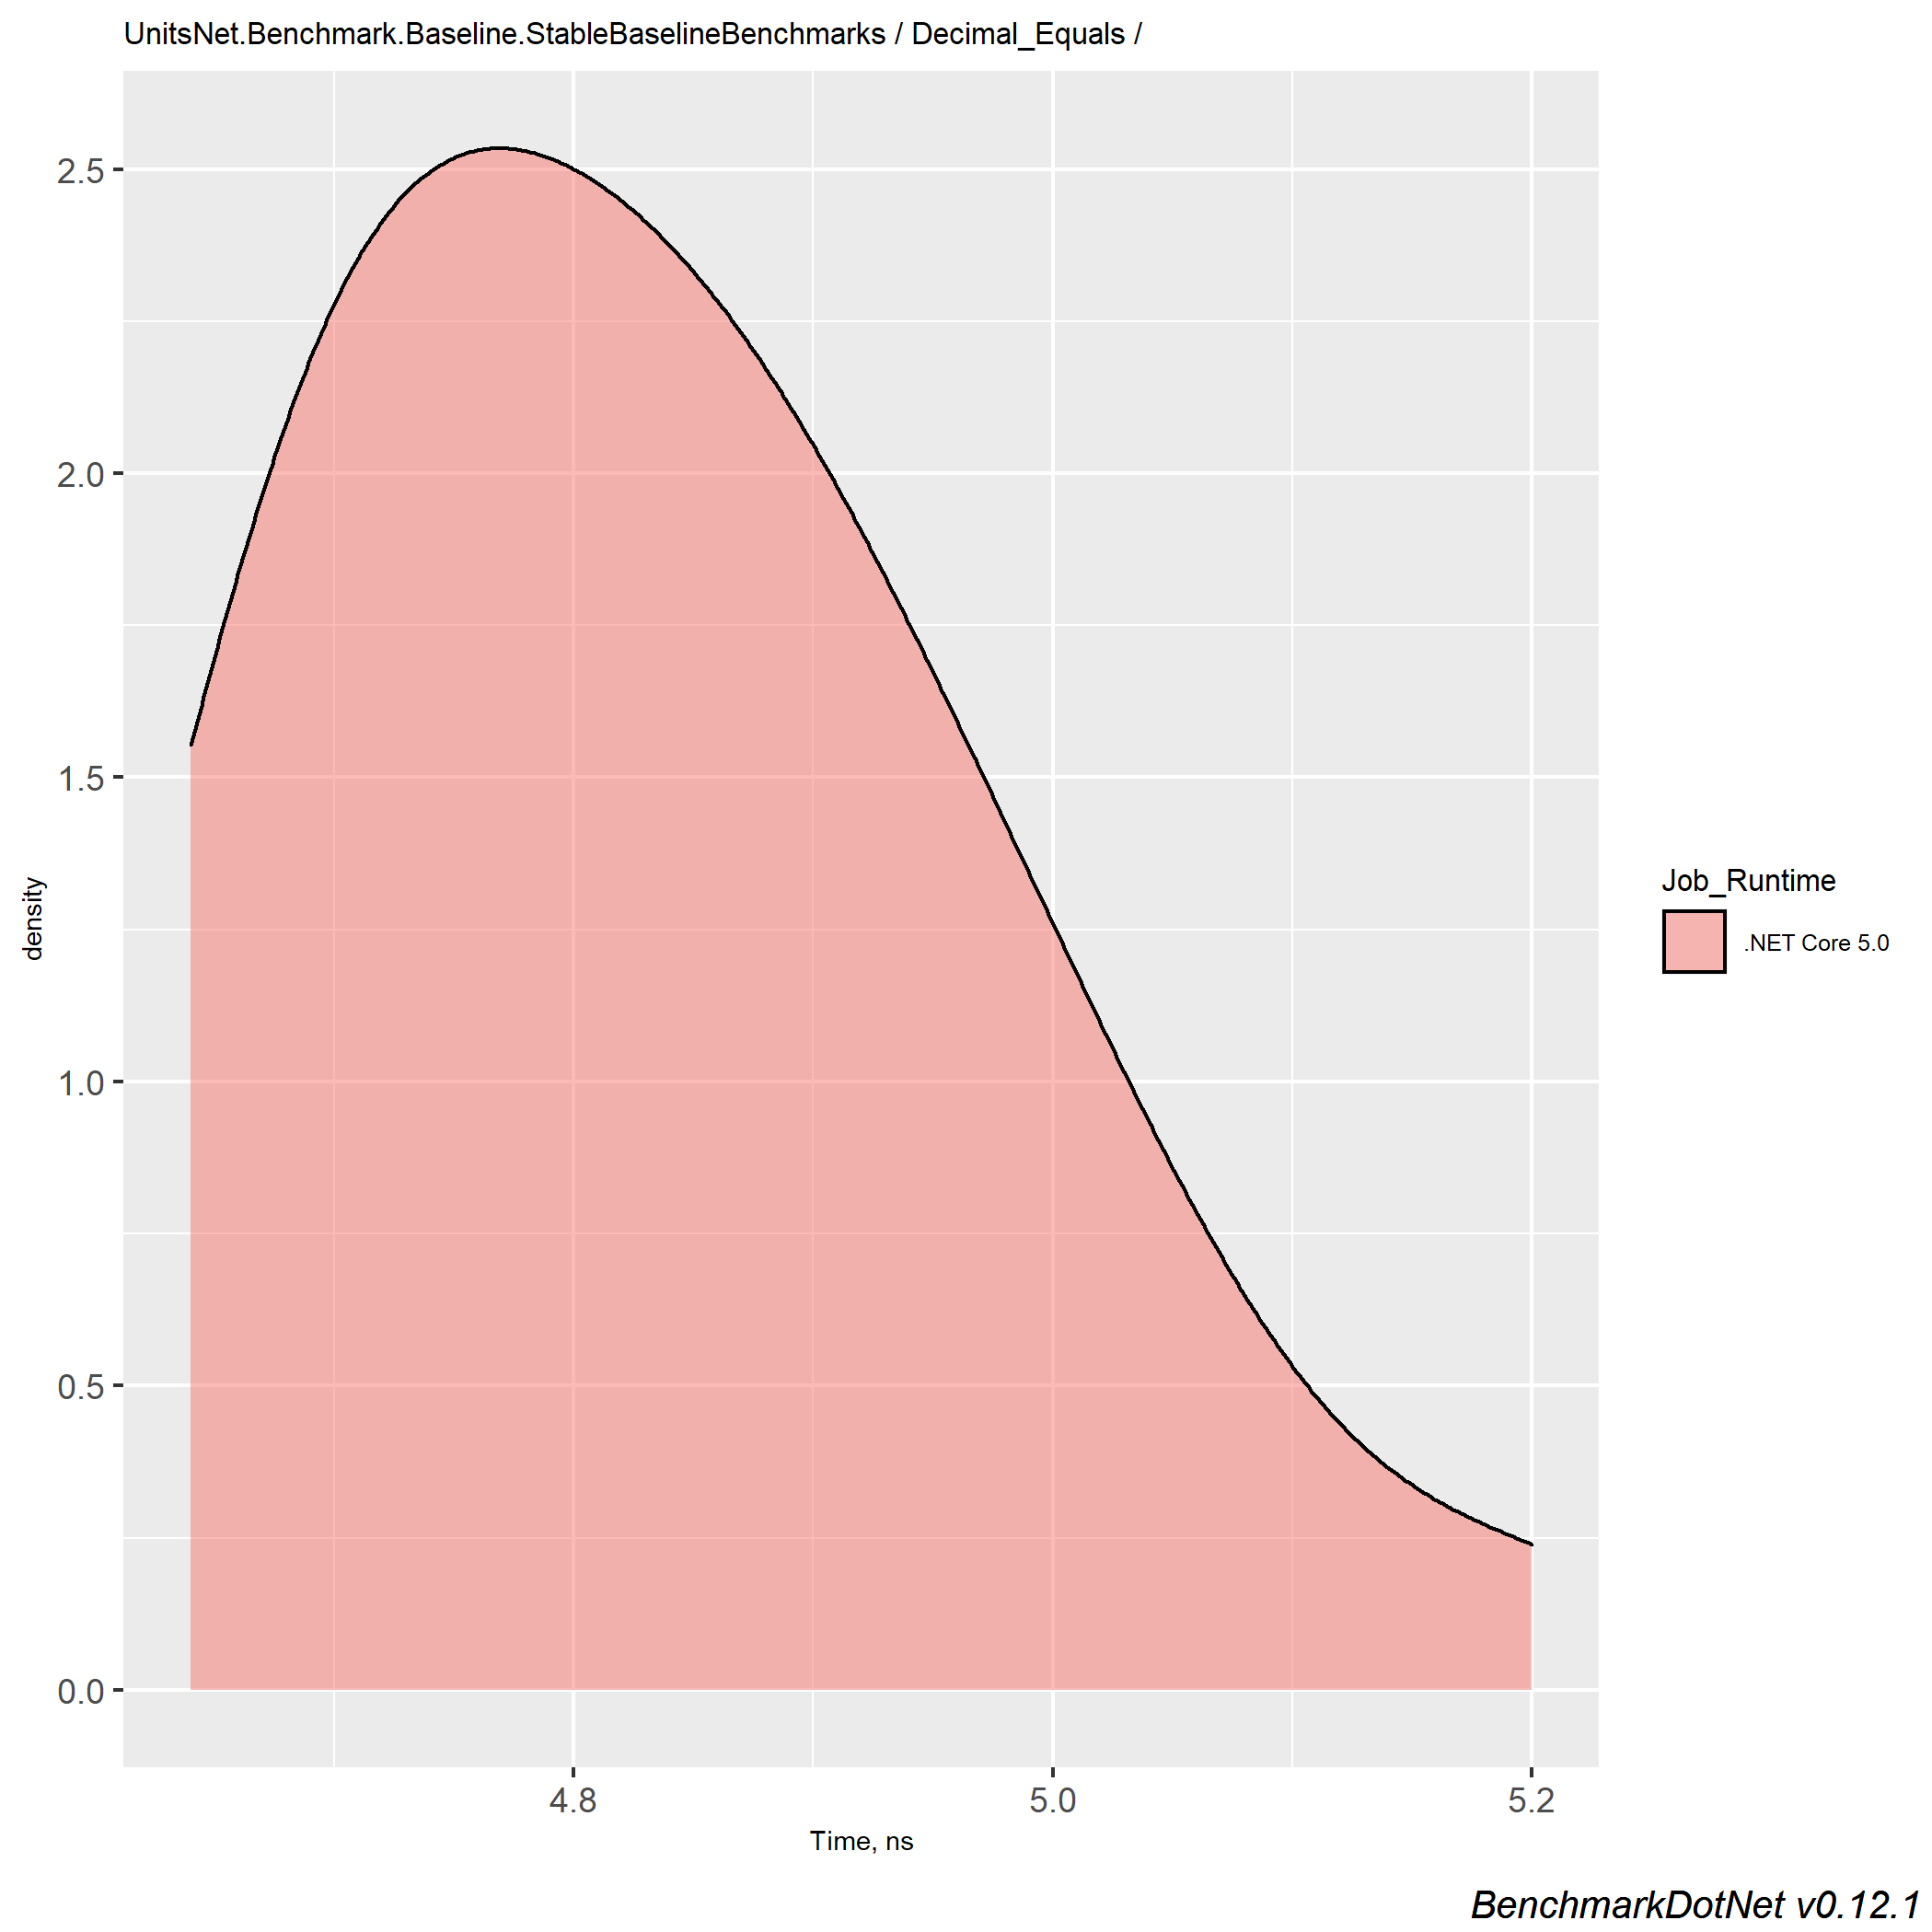 UnitsNet.Benchmark.Baseline.StableBaselineBenchmarks / Decimal_Equals /
2.5
2.0
1.5
1.0
0.5
0.0
density
4.8 5.0 5.2
Time, ns
Job_Runtime
.NET Core 5.0
BenchmarkDotNet v0.12.1